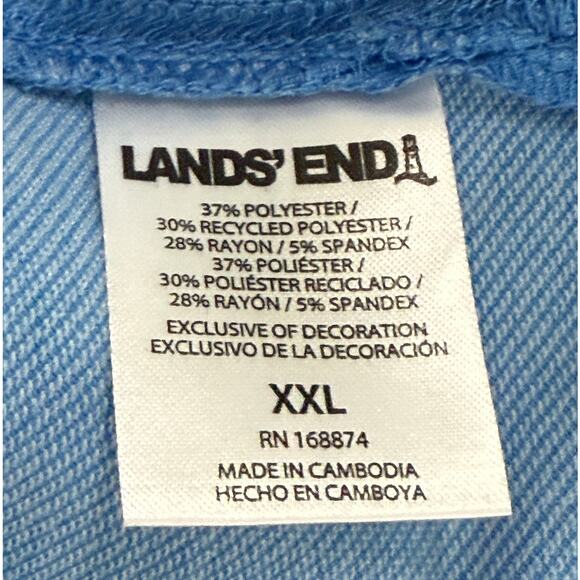 LANDS' END
37% POLYESTER /
30% RECYCLED POLYESTER /
28% RAYON / 5% SPANDEX
37% POLIÉSTER /
30% POLIÉSTER RECICLADO /
28% RAYÓN / 5% SPANDEX
EXCLUSIVE OF DECORATION
EXCLUSIVO DE LA DECORACIÓN
XXL
RN 168874
MADE IN CAMBODIA
HECHO EN CAMBOYA